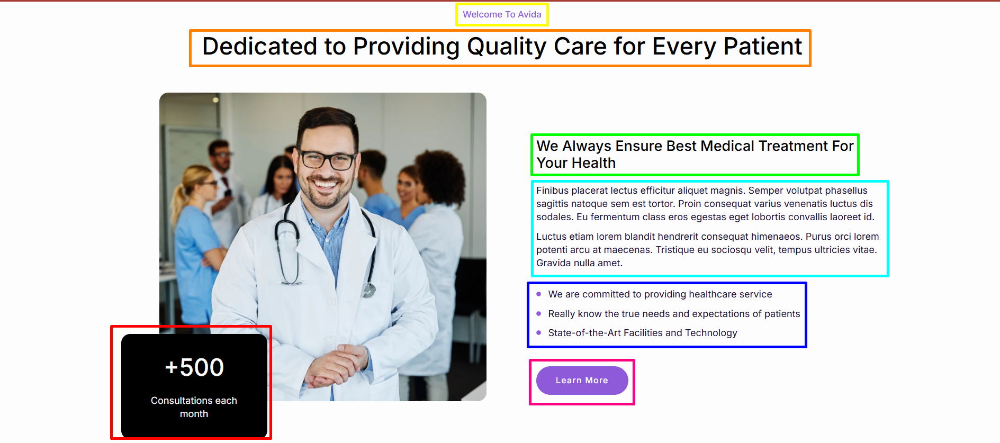 Welcome To Avida
Dedicated to Providing Quality Care for Every Patient
We Always Ensure Best Medical Treatment For
Your Health
Finibus placerat lectus efficitur aliquet magnis. Semper volutpat phasellus
sagittis natoque sem est tortor. Proin consequat varius venenatis luctus dis
sodales. Eu fermentum class eros egestas eget lobortis convallis laoreet id.
Luctus etiam lorem blandit hendrerit consequat himenaeos. Purus orci lorem
potenti arcu at maecenas. Tristique eu sociosqu velit, tempus ultricies vitae.
Gravida nulla amet.
We are committed to providing healthcare service
Really know the true needs and expectations of patients
State-of-the-Art Facilities and Technology
Learn More
+500
Consultations each
month